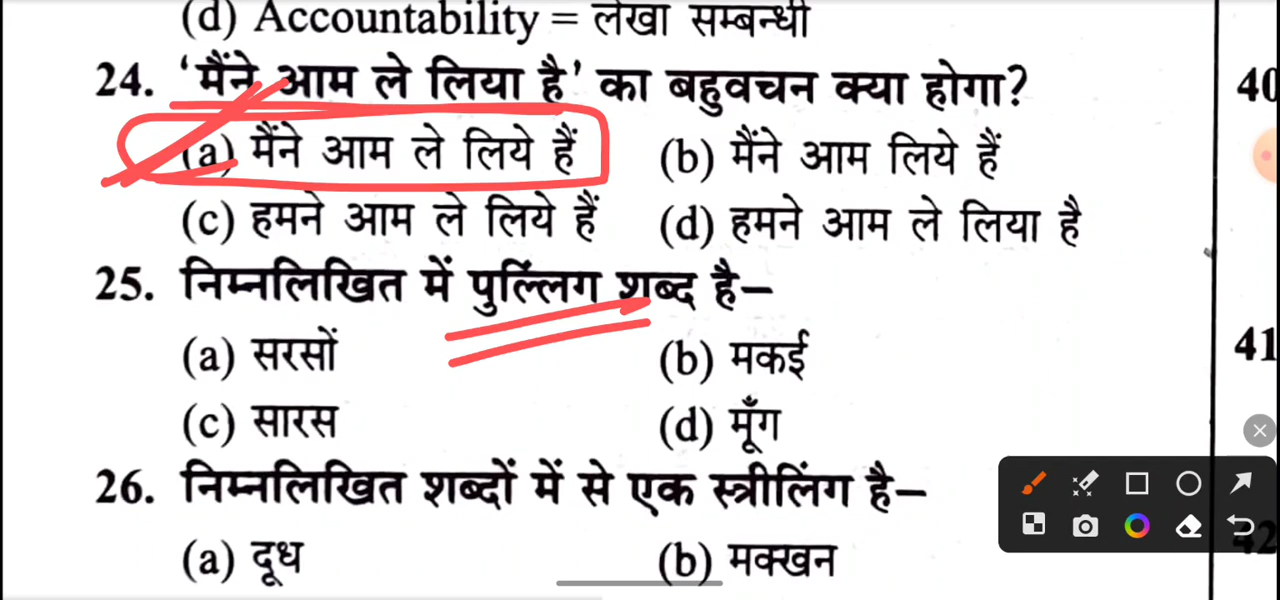 (d) Accountability = लेखा सम्बन्धी
24. 'मैंने आम ले लिया है' का बहुवचन क्या होगा? 40
(a) मैंने आम ले लिये हैं (b) मैंने आम लिये हैं
(c) हमने आम ले लिये हैं (d) हमने आम ले लिया है
25. निम्नलिखित में पुल्लिंग शब्द है–
(a) सरसों (b) मकई 41
(c) सारस (d) मूँग
26. निम्नलिखित शब्दों में से एक स्त्रीलिंग है–
42
(a) दूध (b) मक्खन